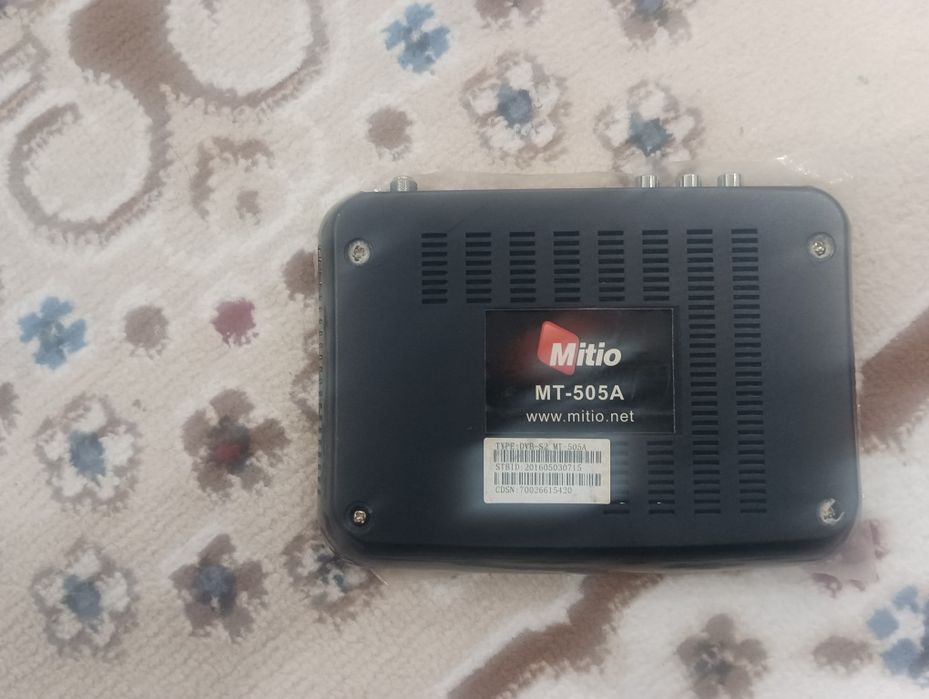 Mitio
MT-505A
www.mitio.net
TYPE:DVB-S2 MT-505A
STBID:201605030715
CDSN:70026615420